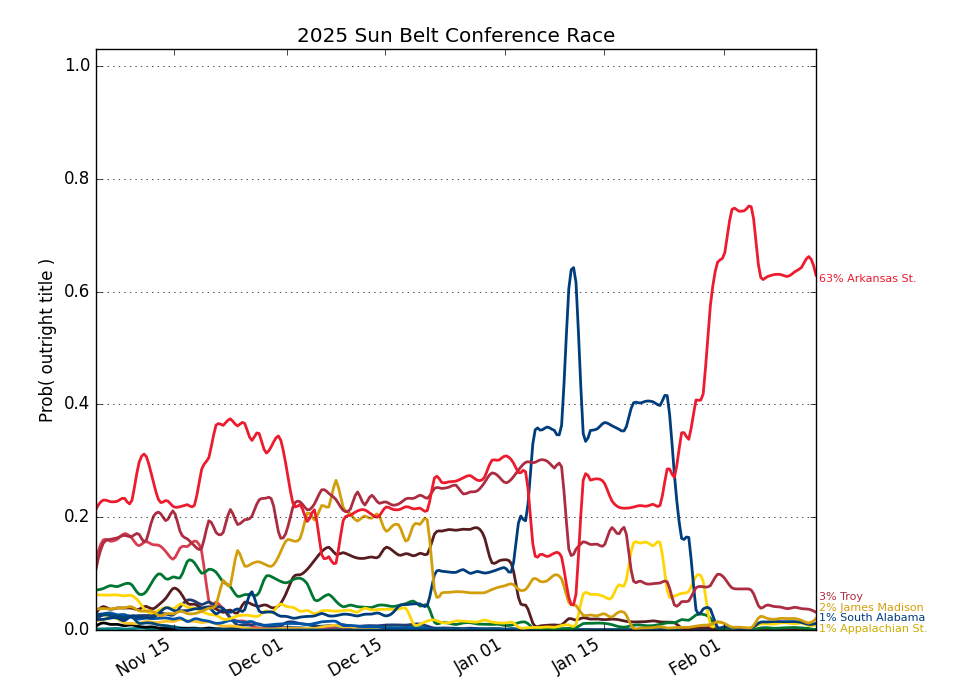 2025 Sun Belt Conference Race
1.0
0.8
0.6
0.4
0.2
0.0
Prob( outright title )
63% Arkansas St.
3% Troy
2% James Madison
1% South Alabama
1% Appalachian St.
Nov 15
Dec 01
Dec 15
Jan 01
Jan 15
Feb 01